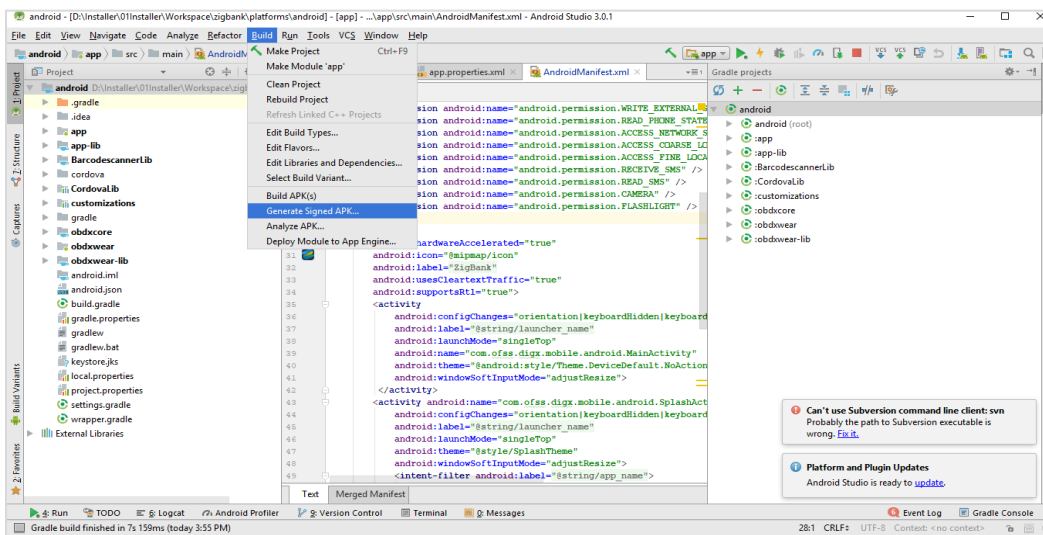 android - [D:\Installer\01Installer\Workspace\zigbank\platforms\android] - [app] - ...\app\src\main\AndroidManifest.xml - Android Studio 3.0.1
File Edit View Navigate Code Analyze Refactor Build Run Tools VCS Window Help
android app src main AndroidM
app
Project
app.properties.xml
AndroidManifest.xml
Gradle projects
Make Project Ctrl+F9
Make Module 'app'
Clean Project
Rebuild Project
Refresh Linked C++ Projects
Edit Build Types...
Edit Flavors...
Edit Libraries and Dependencies...
Select Build Variant...
Build APK(s)
Generate Signed APK...
Analyze APK...
Deploy Module to App Engine...
1: Project
Z: Structure
Captures
Build Variants
2: Favorites
android D:\Installer\01Installer\Workspace\zigb
.gradle
.idea
app
app-lib
BarcodescannerLib
cordova
CordovaLib
customizations
gradle
obdxcore
obdxwear
obdxwear-lib
android.iml
android.json
build.gradle
gradle.properties
gradlew
gradlew.bat
keystore.jks
local.properties
project.properties
settings.gradle
wrapper.gradle
External Libraries
sion android:name="android.permission.WRITE_EXTERNAL_S
sion android:name="android.permission.READ_PHONE_STATE
sion android:name="android.permission.ACCESS_NETWORK_S
sion android:name="android.permission.ACCESS_COARSE_LO
sion android:name="android.permission.ACCESS_FINE_LOCA
sion android:name="android.permission.RECEIVE_SMS" />
sion android:name="android.permission.READ_SMS" />
sion android:name="android.permission.CAMERA" />
sion android:name="android.permission.FLASHLIGHT" />
hardwareAccelerated="true"
31 android:icon="@mipmap/icon"
32 android:label="ZigBank"
33 android:usesCleartextTraffic="true"
34 android:supportsRtl="true">
35 <activity
36 android:configChanges="orientation|keyboardHidden|keyboard
37 android:label="@string/launcher_name"
38 android:launchMode="singleTop"
39 android:name="com.ofss.digx.mobile.android.MainActivity"
40 android:theme="@android:style/Theme.DeviceDefault.NoAction
41 android:windowSoftInputMode="adjustResize">
42 </activity>
43 <activity android:name="com.ofss.digx.mobile.android.SplashAct
44 android:configChanges="orientation|keyboardHidden|keyboard
45 android:label="@string/launcher_name"
46 android:launchMode="singleTop"
47 android:theme="@style/SplashTheme"
48 android:windowSoftInputMode="adjustResize">
49 <intent-filter android:label="@string/app_name">
Text Merged Manifest
android
android (root)
:app
:app-lib
:BarcodescannerLib
:CordovaLib
:customizations
:obdxcore
:obdxwear
:obdxwear-lib
Can't use Subversion command line client: svn
Probably the path to Subversion executable is
wrong. Fix it.
Platform and Plugin Updates
Android Studio is ready to update.
4: Run TODO 6: Logcat Android Profiler 9: Version Control Terminal 0: Messages Event Log Gradle Console
Gradle build finished in 7s 159ms (today 3:55 PM) 28:1 CRLF UTF-8 Context: <no context>